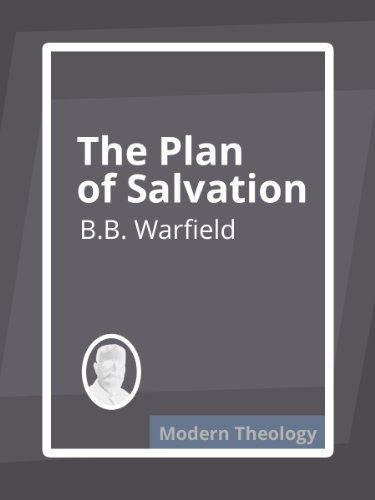 The Plan
of Salvation
B.B. Warfield
Modern Theology